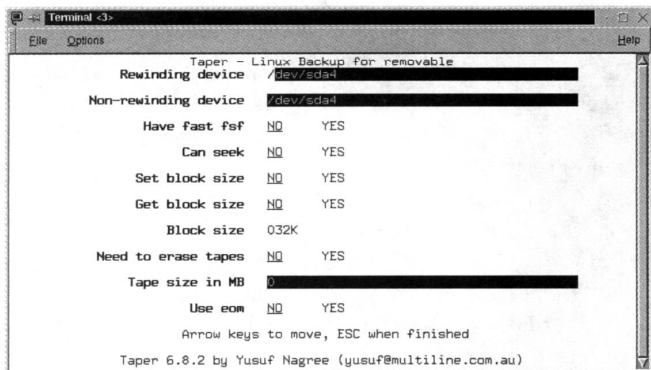 Terminal <3>
File Options Help
Taper - Linux Backup for removable
Rewinding device /dev/sda4
Non-rewinding device /dev/sda4
Have fast fsf NO YES
Can seek NO YES
Set block size NO YES
Get block size NO YES
Block size 032K
Need to erase tapes NO YES
Tape size in MB 0
Use eom NO YES
Arrow keys to move, ESC when finished
Taper 6.8.2 by Yusuf Nagree (yusuf@multiline.com.au)